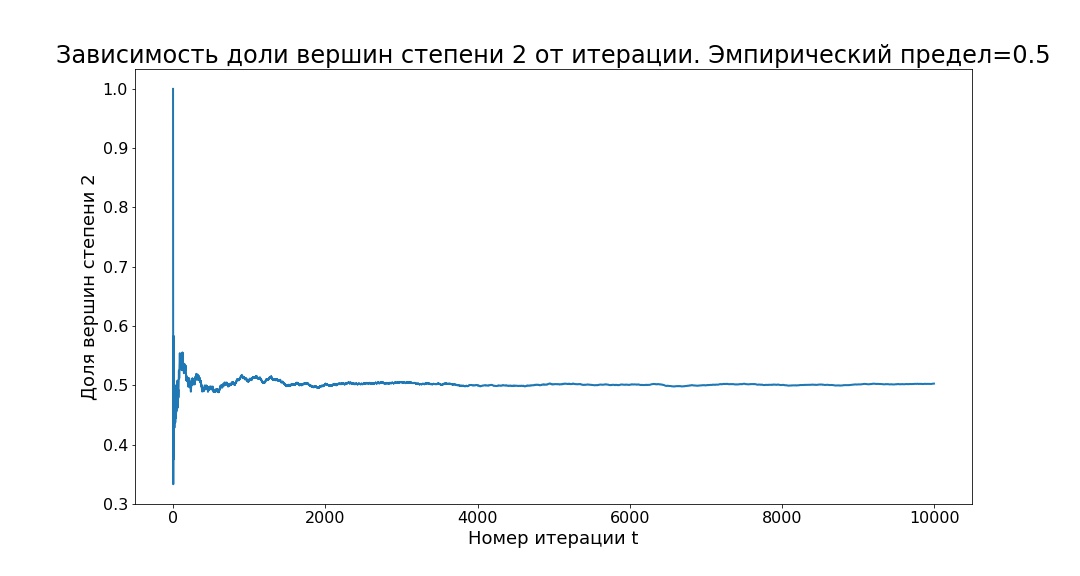 Зависимость доли вершин степени 2 от итерации. Эмпирический предел=0.5
Доля вершин степени 2
1.0
0.9
0.8
0.7
0.6
0.5
0.4
0.3
0 2000 4000 6000 8000 10000
Номер итерации t